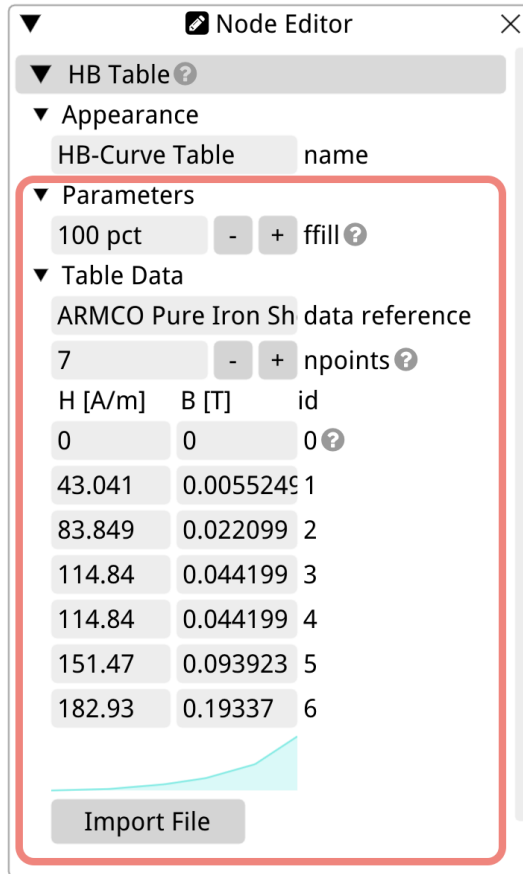 Node Editor
HB Table
Appearance
HB-Curve Table name
Parameters
100 pct - + ffill ?
Table Data
ARMCO Pure Iron Sh data reference
7 - + npoints ?
H [A/m] B [T] id
0 0 0 ?
43.041 0.0055249 1
83.849 0.022099 2
114.84 0.044199 3
114.84 0.044199 4
151.47 0.093923 5
182.93 0.19337 6
Import File